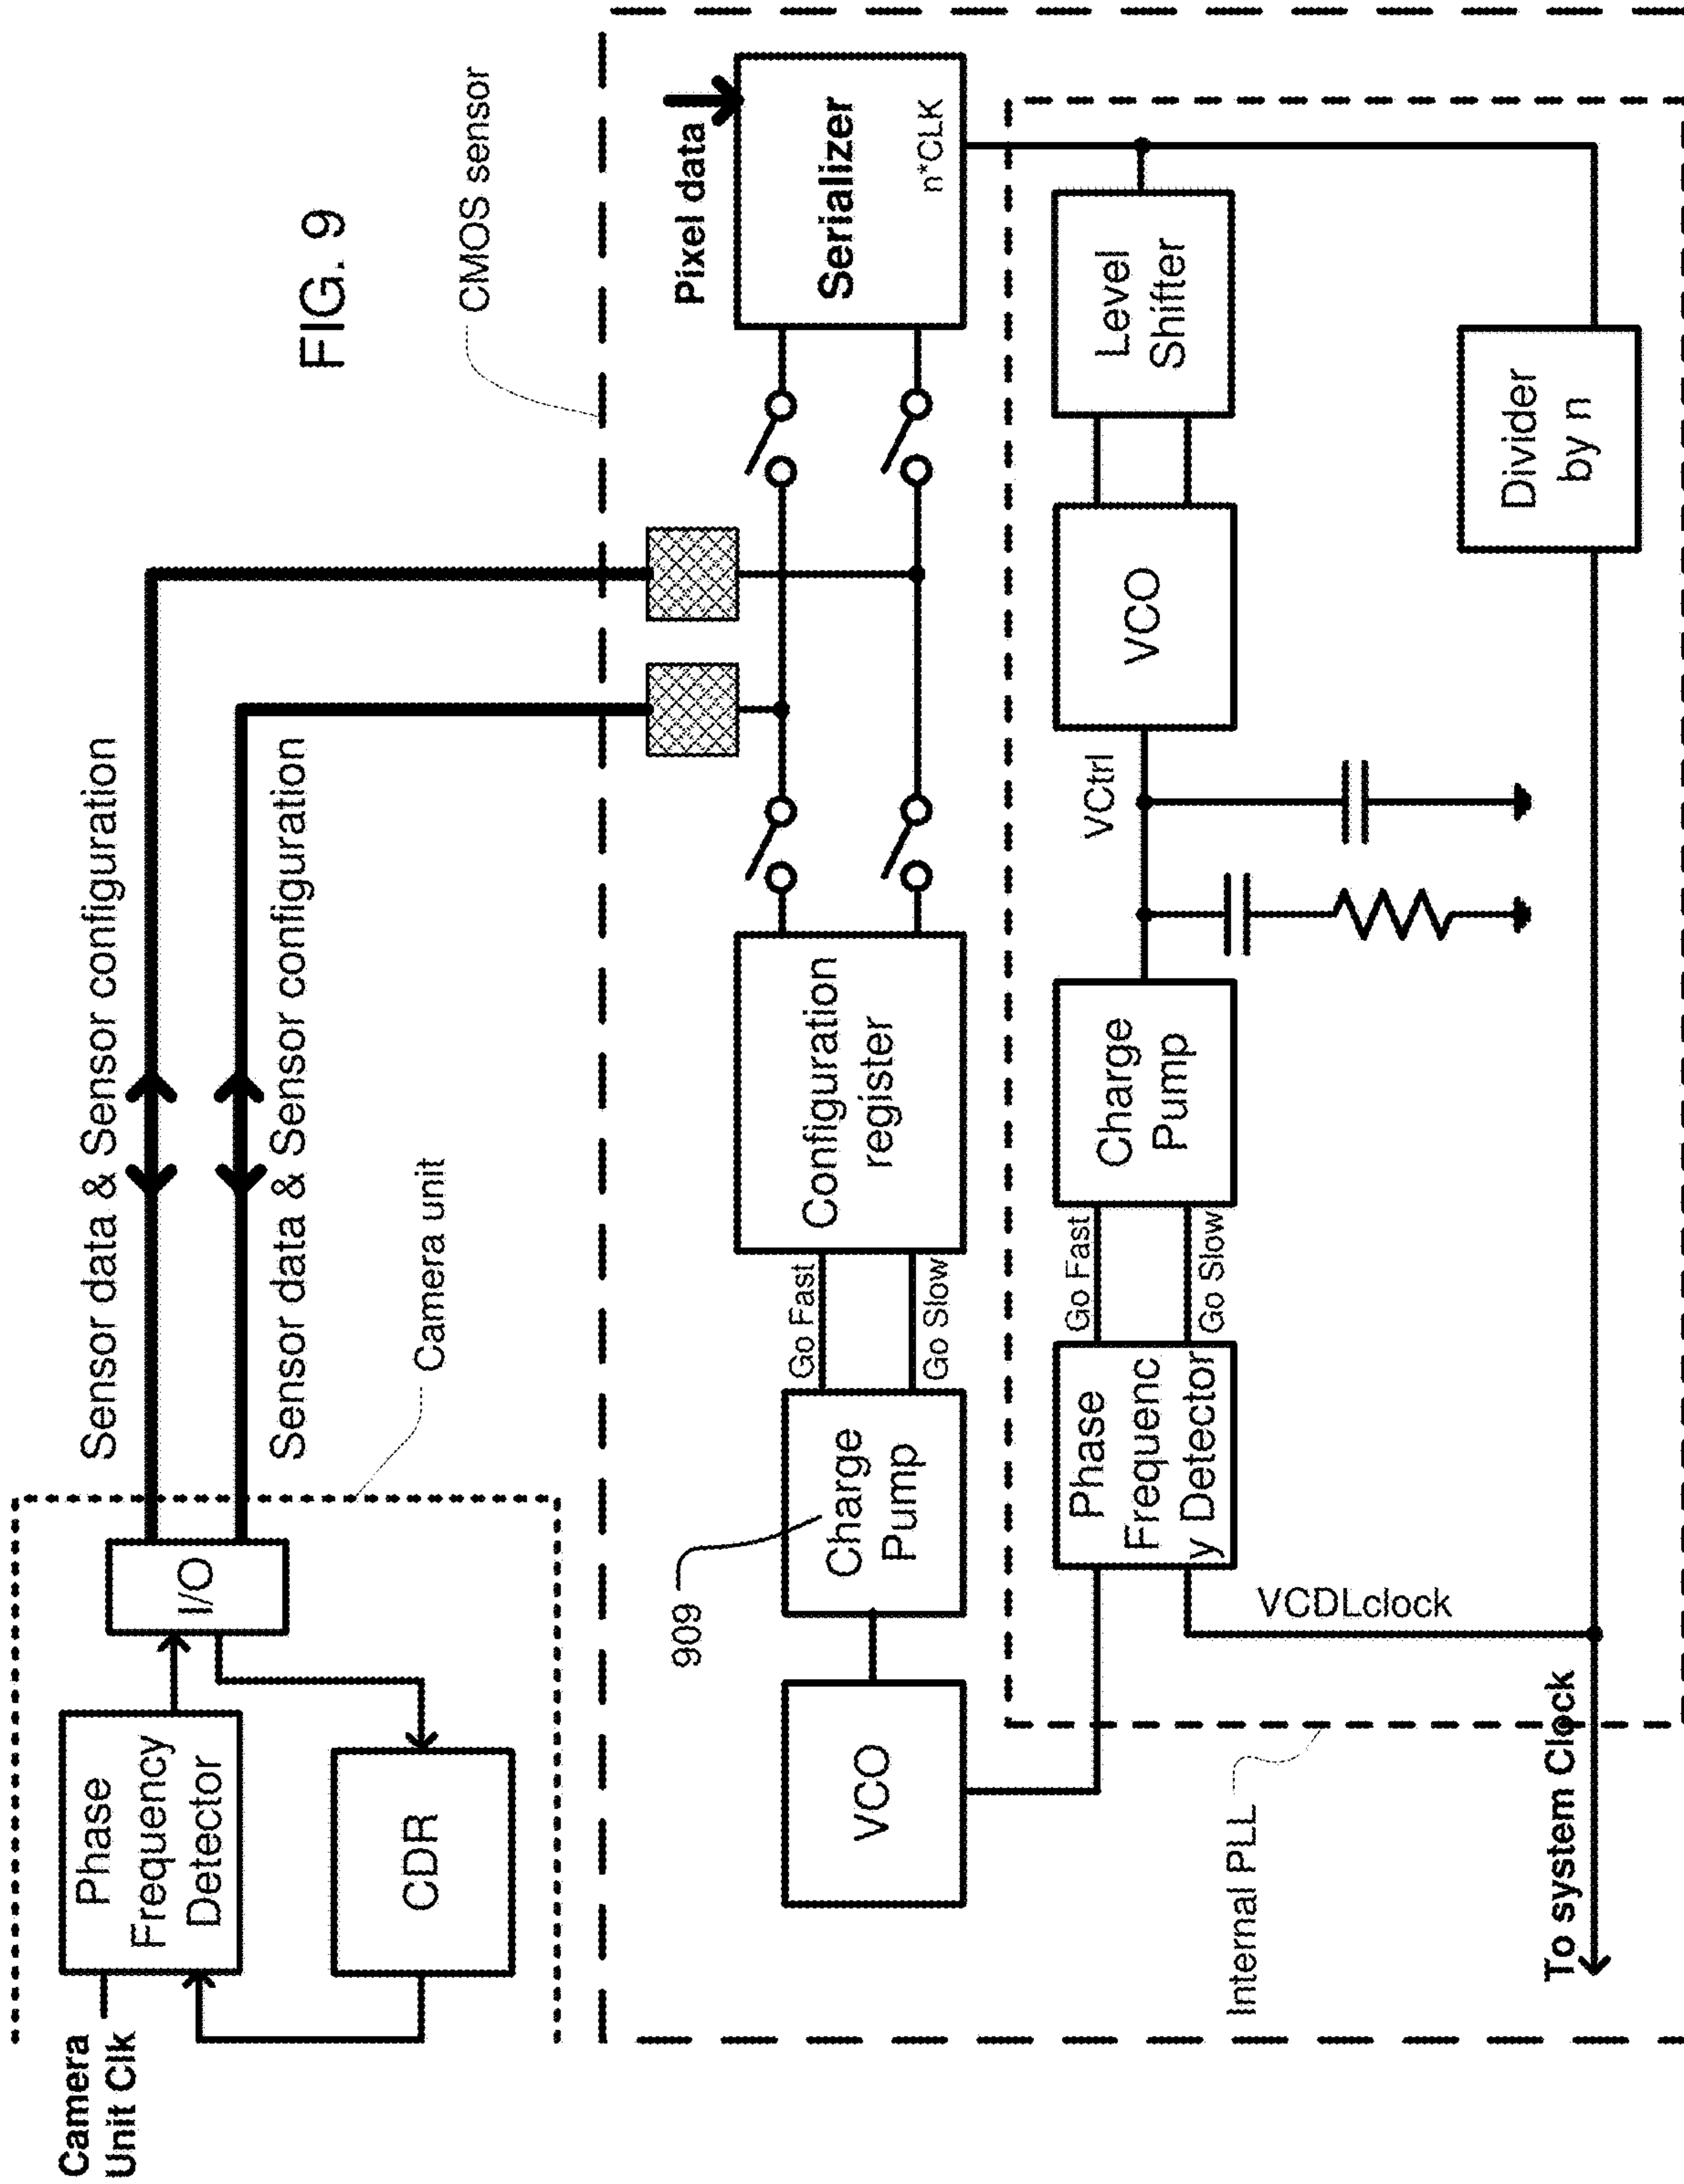 FIG. 9
Sensor data & Sensor configuration
Sensor data & Sensor configuration
Camera
Unit Clk
Phase
Frequency
Detector
I/O
CDR
Camera unit
CMOS sensor
Pixel data
Serializer
n*CLK
Configuration
register
Go Fast
Go Slow
909
Charge
Pump
VCO
Internal PLL
Phase
Frequenc
y Detector
Go Fast
Go Slow
Charge
Pump
VCtrl
VCO
Level
Shifter
VCDLclock
Divider
by n
To system Clock